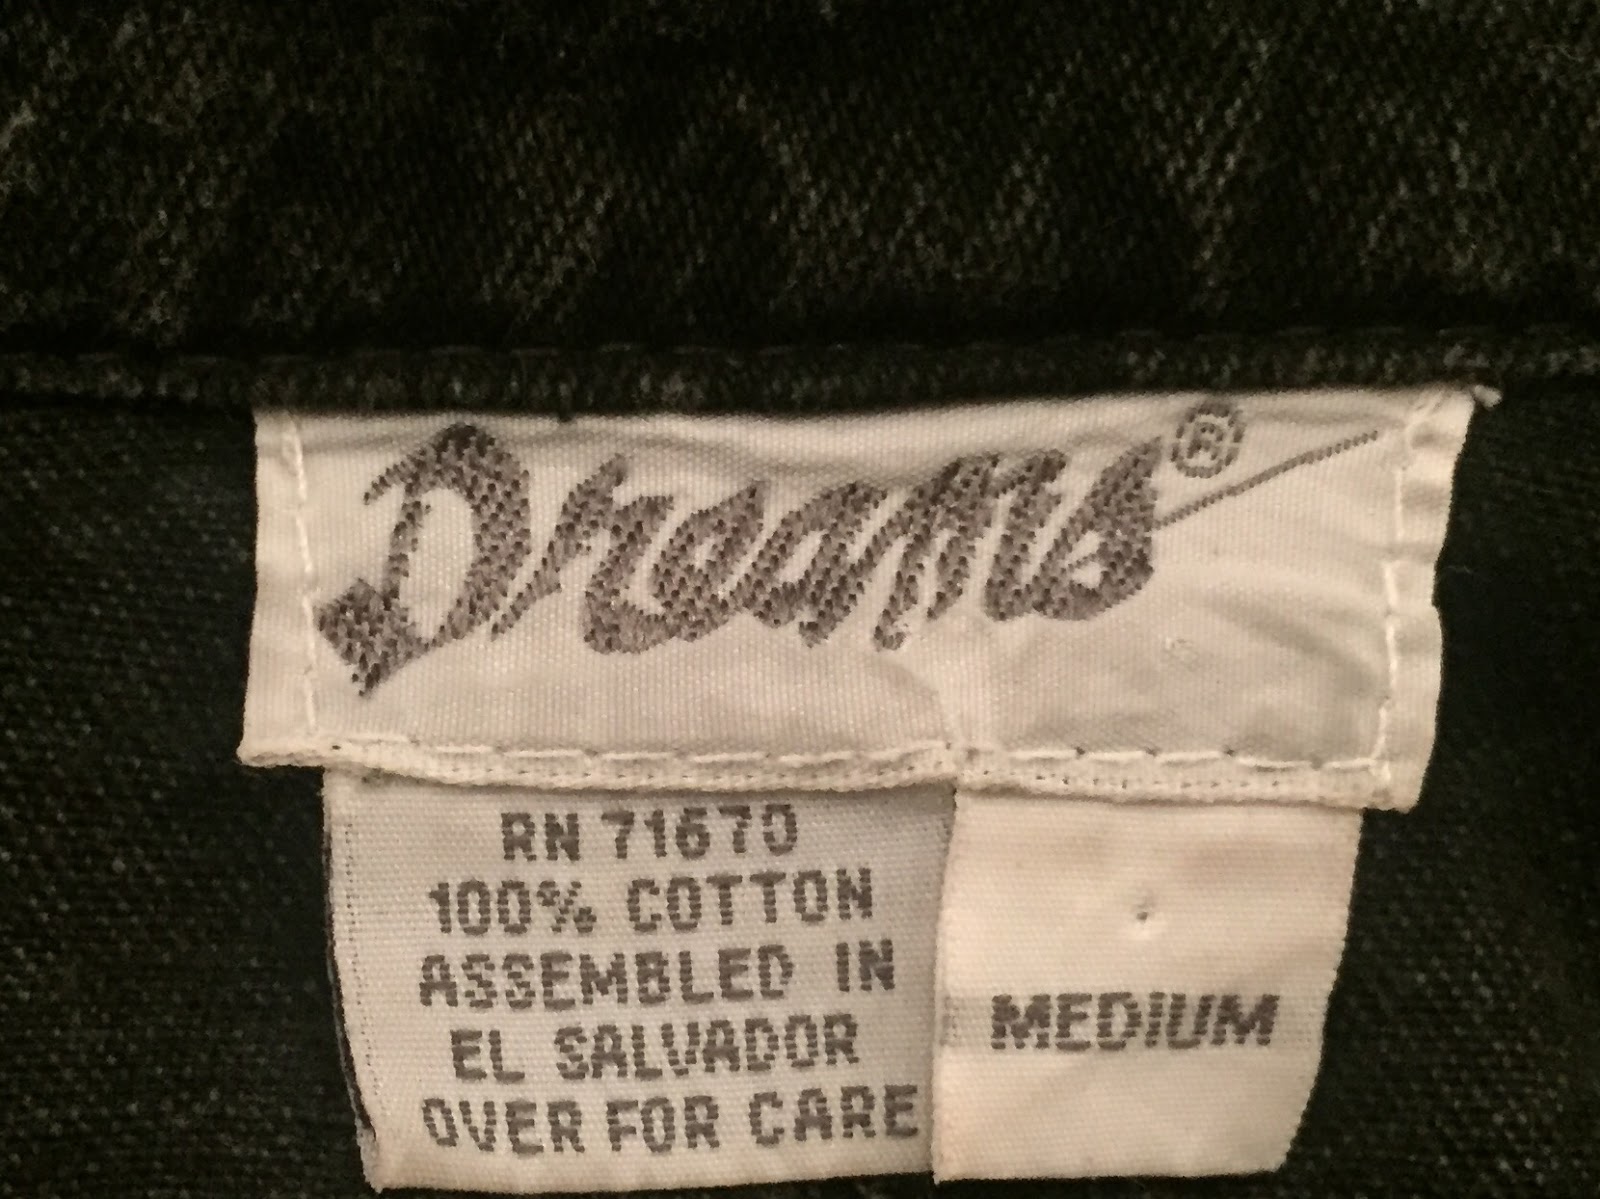 Dreams®
RN 71670
100% COTTON
ASSEMBLED IN
EL SALVADOR
OVER FOR CARE
MEDIUM